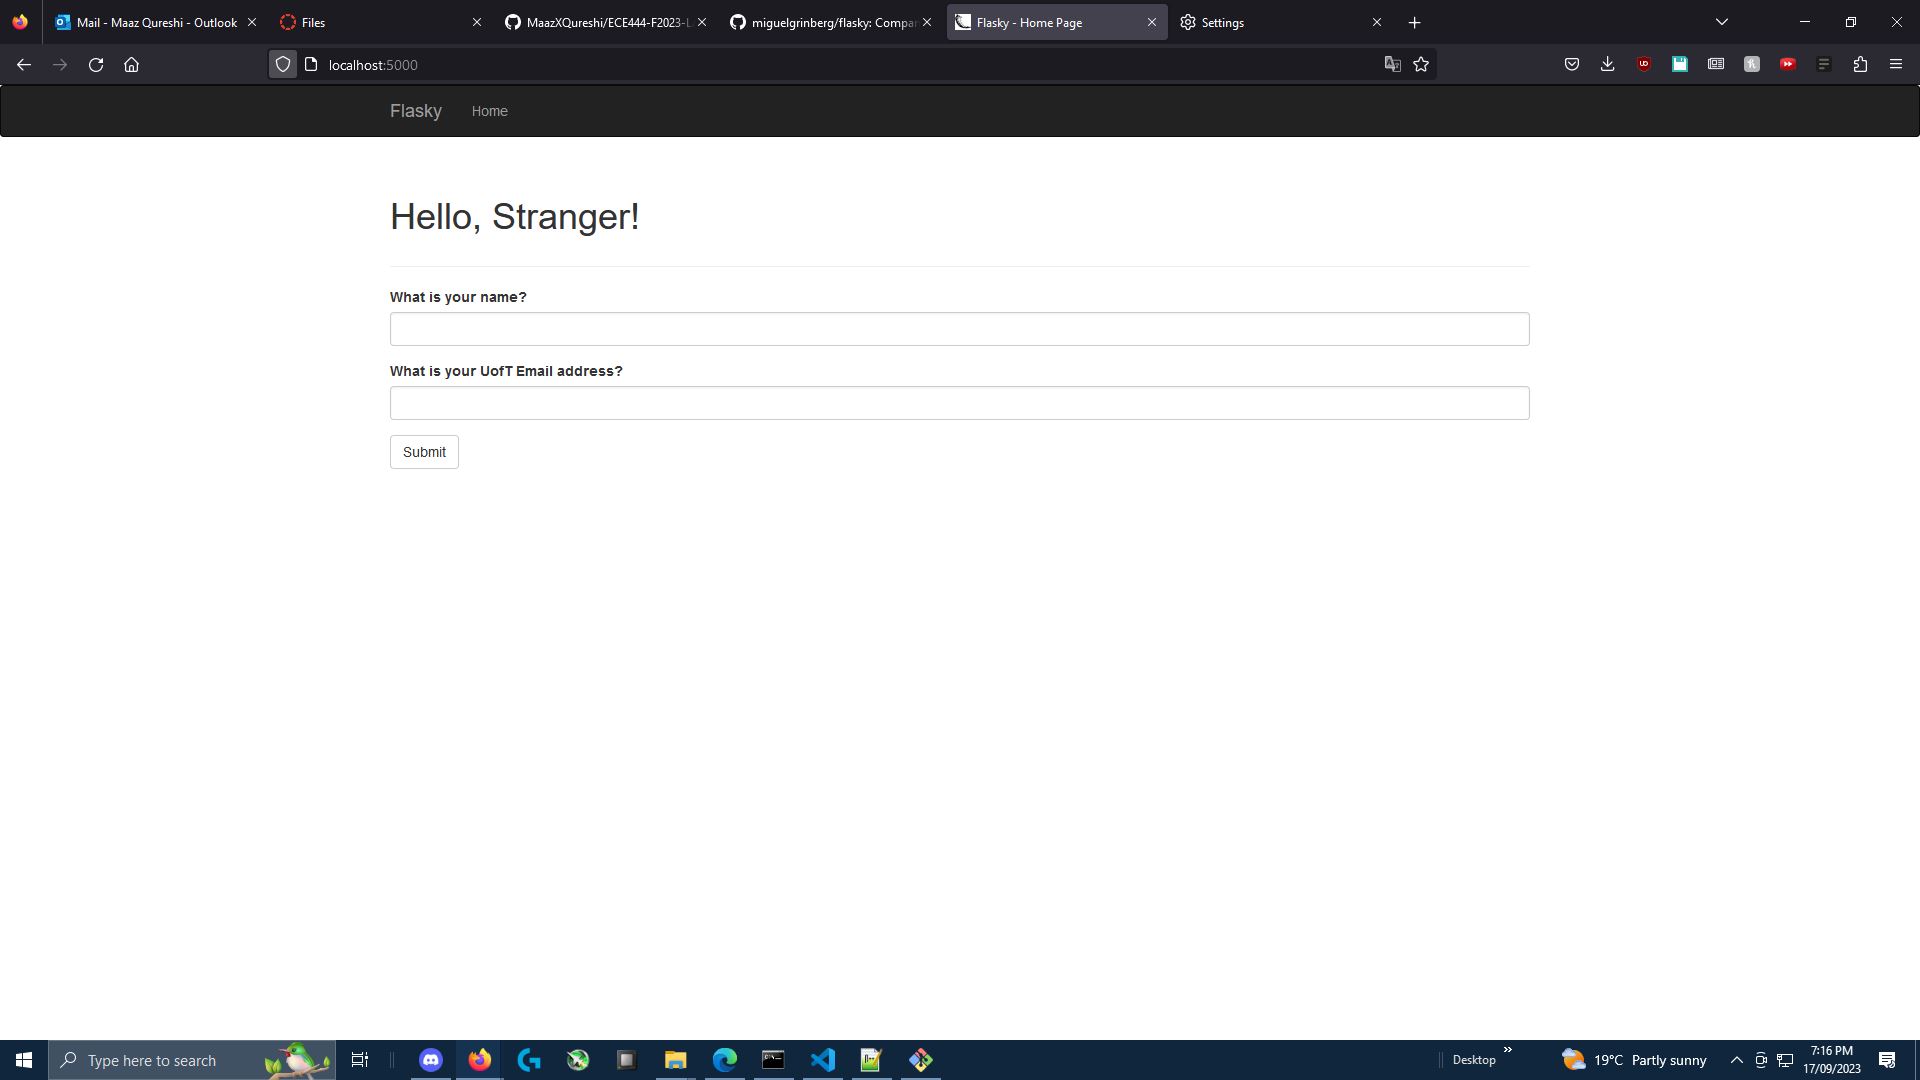 Mail - Maaz Qureshi - Outlook
Files
MaazXQureshi/ECE444-F2023-L
miguelgrinberg/flasky: Compan
Flasky - Home Page
Settings
localhost:5000
Flasky
Home
Hello, Stranger!
What is your name?
What is your UofT Email address?
Submit
Type here to search
Desktop
19°C Partly sunny
7:16 PM
17/09/2023